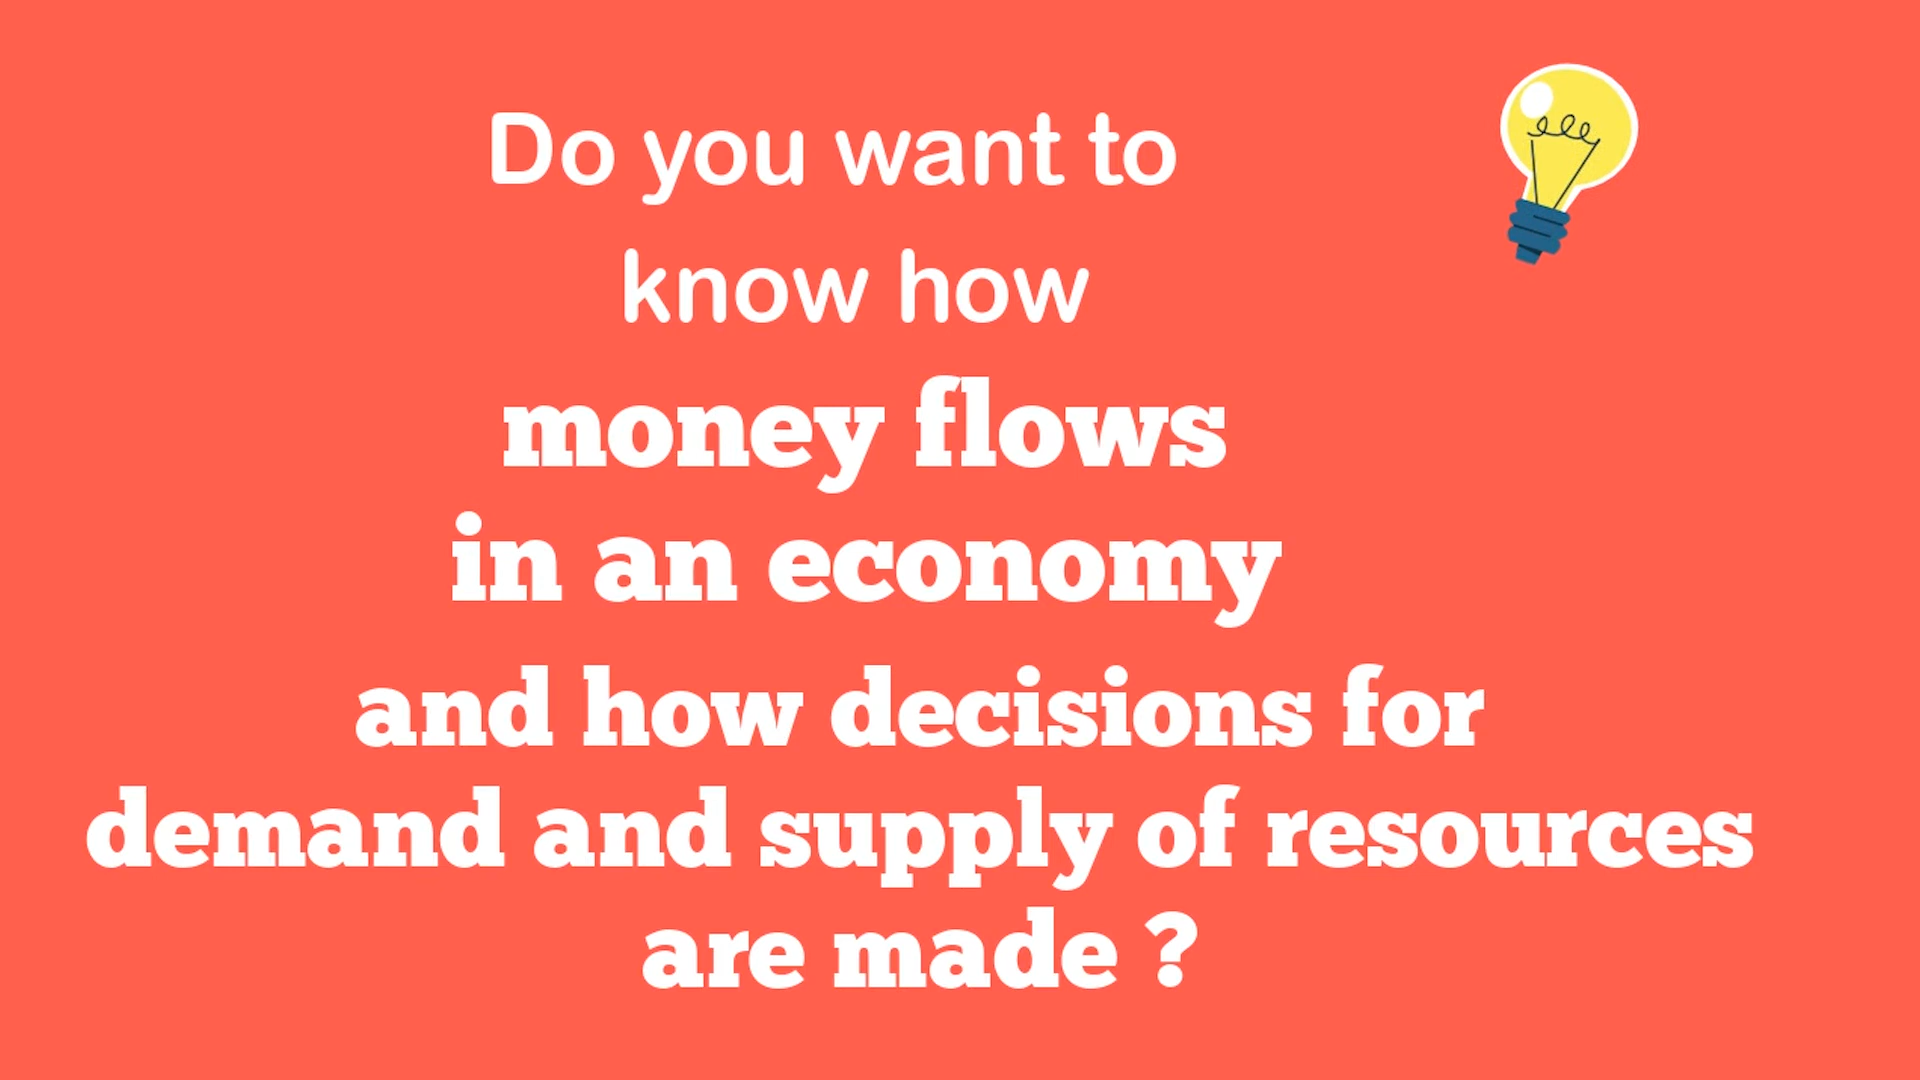 Do you want to
know how
money flows
in an economy
and how decisions for
demand and supply of resources
are made ?